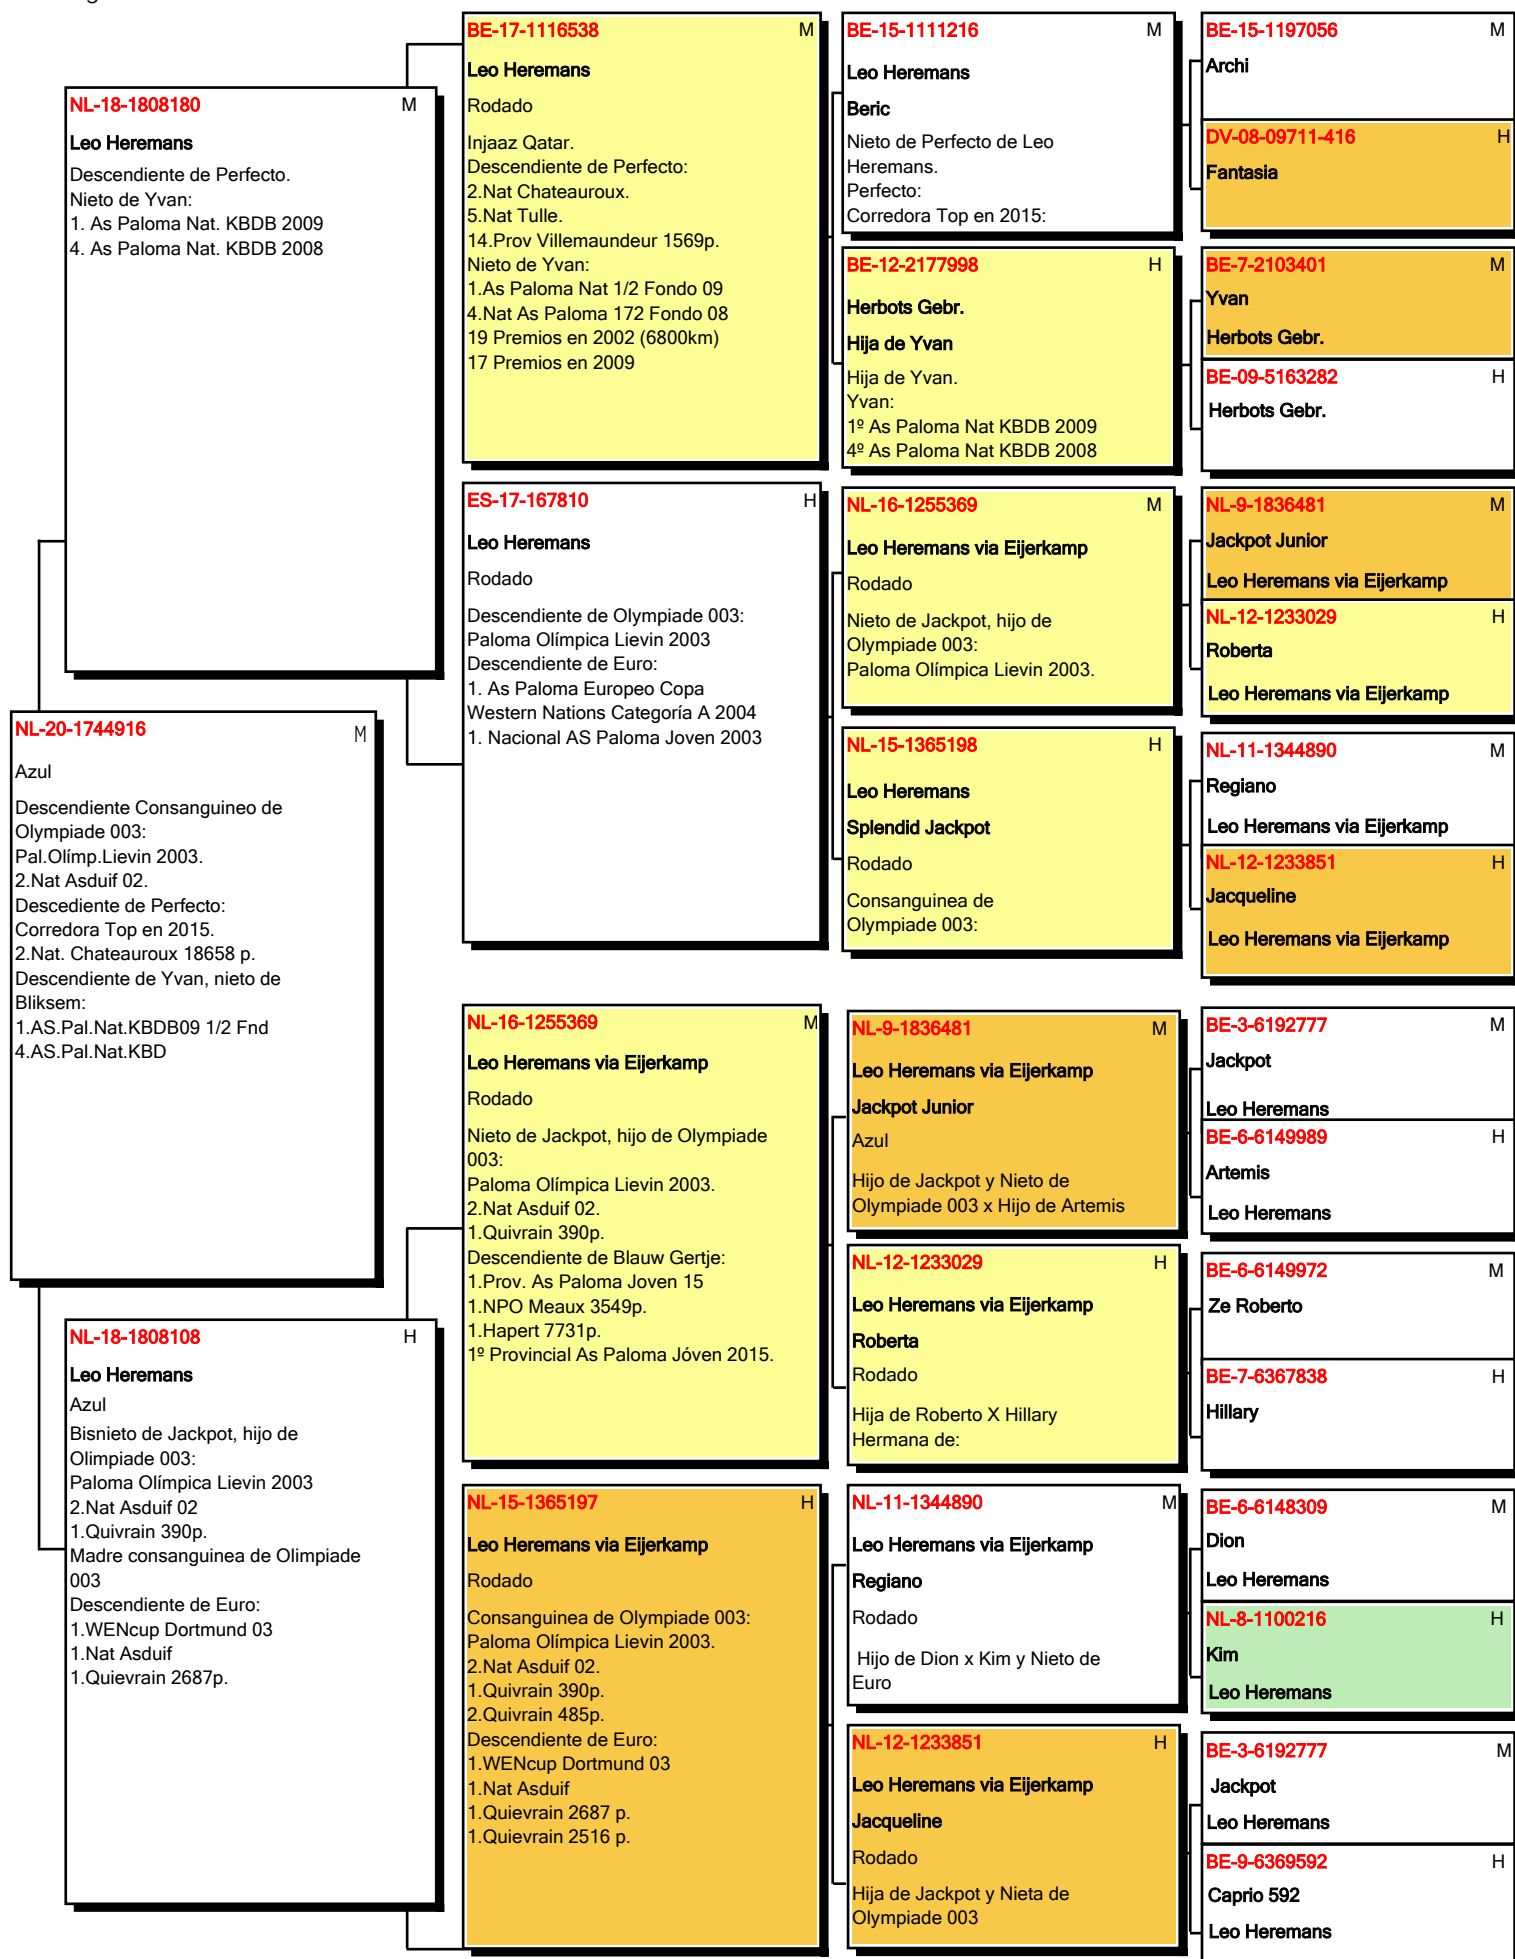 NL-20-1744916 M
Azul
Descendiente Consanguineo de
Olympiade 003:
Pal.Olímp.Lievin 2003.
2.Nat Asduif 02.
Descediente de Perfecto:
Corredora Top en 2015.
2.Nat. Chateauroux 18658 p.
Descendiente de Yvan, nieto de
Bliksem:
1.AS.Pal.Nat.KBDB09 1/2 Fnd
4.AS.Pal.Nat.KBD
NL-18-1808180 M
Leo Heremans
Descendiente de Perfecto.
Nieto de Yvan:
1. As Paloma Nat. KBDB 2009
4. As Paloma Nat. KBDB 2008
NL-18-1808108 H
Leo Heremans
Azul
Bisnieto de Jackpot, hijo de
Olimpiade 003:
Paloma Olímpica Lievin 2003
2.Nat Asduif 02
1.Quivrain 390p.
Madre consanguinea de Olimpiade
003
Descendiente de Euro:
1.WENcup Dortmund 03
1.Nat Asduif
1.Quievrain 2687p.
BE-17-1116538 M
Leo Heremans
Rodado
Injaaz Qatar.
Descendiente de Perfecto:
2.Nat Chateauroux.
5.Nat Tulle.
14.Prov Villemaundeur 1569p.
Nieto de Yvan:
1.As Paloma Nat 1/2 Fondo 09
4.Nat As Paloma 172 Fondo 08
19 Premios en 2002 (6800km)
17 Premios en 2009
ES-17-167810 H
Leo Heremans
Rodado
Descendiente de Olympiade 003:
Paloma Olímpica Lievin 2003
Descendiente de Euro:
1. As Paloma Europeo Copa
Western Nations Categoría A 2004
1. Nacional AS Paloma Joven 2003
NL-16-1255369 M
Leo Heremans via Eijerkamp
Rodado
Nieto de Jackpot, hijo de Olympiade
003:
Paloma Olímpica Lievin 2003.
2.Nat Asduif 02.
1.Quivrain 390p.
Descendiente de Blauw Gertje:
1.Prov. As Paloma Joven 15
1.NPO Meaux 3549p.
1.Hapert 7731p.
1º Provincial As Paloma Jóven 2015.
NL-15-1365197 H
Leo Heremans via Eijerkamp
Rodado
Consanguinea de Olympiade 003:
Paloma Olímpica Lievin 2003.
2.Nat Asduif 02.
1.Quivrain 390p.
2.Quivrain 485p.
Descendiente de Euro:
1.WENcup Dortmund 03
1.Nat Asduif
1.Quievrain 2687 p.
1.Quievrain 2516 p.
BE-15-1111216 M
Leo Heremans
Beric
Nieto de Perfecto de Leo
Heremans.
Perfecto:
Corredora Top en 2015:
BE-12-2177998 H
Herbots Gebr.
Hija de Yvan
Hija de Yvan.
Yvan:
1º As Paloma Nat KBDB 2009
4º As Paloma Nat KBDB 2008
NL-16-1255369 M
Leo Heremans via Eijerkamp
Rodado
Nieto de Jackpot, hijo de
Olympiade 003:
Paloma Olímpica Lievin 2003.
NL-15-1365198 H
Leo Heremans
Splendid Jackpot
Rodado
Consanguinea de
Olympiade 003:
NL-9-1836481 M
Leo Heremans via Eijerkamp
Jackpot Junior
Azul
Hijo de Jackpot y Nieto de
Olympiade 003 x Hijo de Artemis
NL-12-1233029 H
Leo Heremans via Eijerkamp
Roberta
Rodado
Hija de Roberto X Hillary
Hermana de:
NL-11-1344890 M
Leo Heremans via Eijerkamp
Regiano
Rodado
Hijo de Dion x Kim y Nieto de
Euro
NL-12-1233851 H
Leo Heremans via Eijerkamp
Jacqueline
Rodado
Hija de Jackpot y Nieta de
Olympiade 003
BE-15-1197056 M
Archi
DV-08-09711-416 H
Fantasia
BE-7-2103401 M
Yvan
Herbots Gebr.
BE-09-5163282 H
Herbots Gebr.
NL-9-1836481 M
Jackpot Junior
Leo Heremans via Eijerkamp
NL-12-1233029 H
Roberta
Leo Heremans via Eijerkamp
NL-11-1344890 M
Regiano
Leo Heremans via Eijerkamp
NL-12-1233851 H
Jacqueline
Leo Heremans via Eijerkamp
BE-3-6192777 M
Jackpot
Leo Heremans
BE-6-6149989 H
Artemis
Leo Heremans
BE-6-6149972 M
Ze Roberto
BE-7-6367838 H
Hillary
BE-6-6148309 M
Dion
Leo Heremans
NL-8-1100216 H
Kim
Leo Heremans
BE-3-6192777 M
Jackpot
Leo Heremans
BE-9-6369592 H
Caprio 592
Leo Heremans